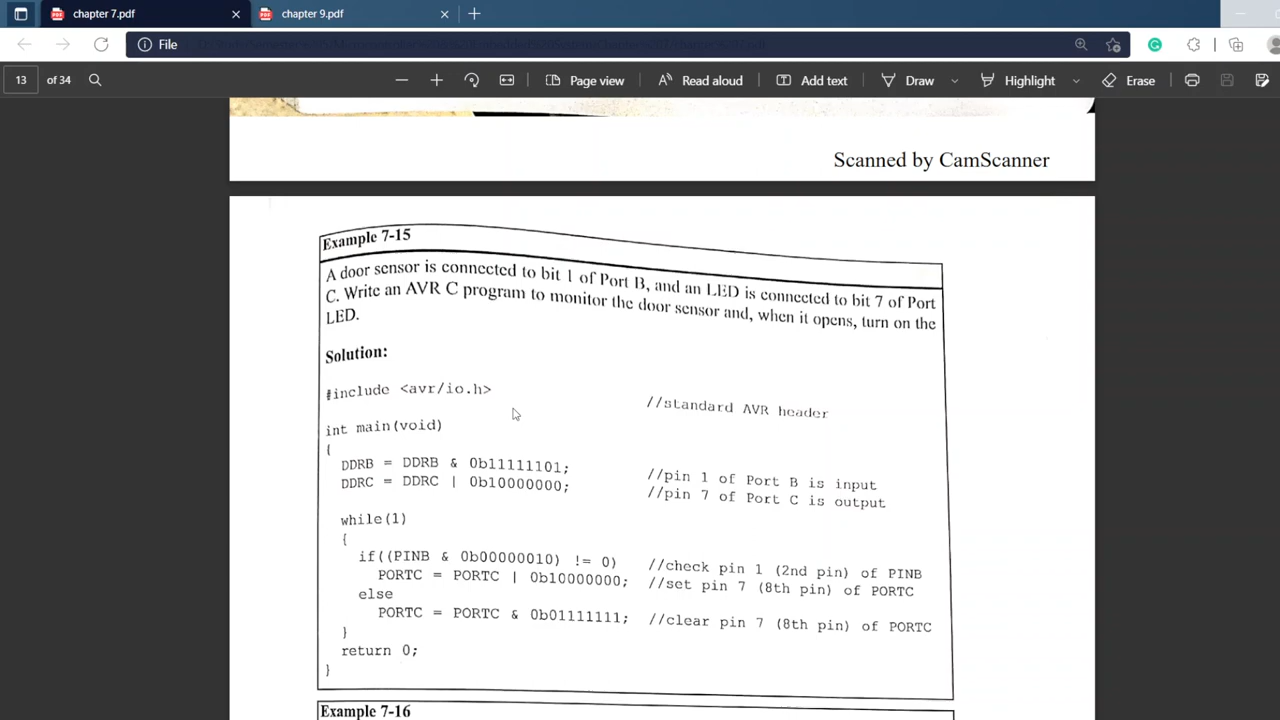 chapter 7.pdf
chapter 9.pdf
File
13 of 34
Page view
Read aloud
Add text
Draw
Highlight
Erase
Scanned by CamScanner
Example 7-15
A door sensor is connected to bit 1 of Port B, and an LED is connected to bit 7 of Port
C. Write an AVR C program to monitor the door sensor and, when it opens, turn on the
LED.
Solution:
#include <avr/io.h> //standard AVR header
int main(void)
{
DDRB = DDRB & 0b11111101; //pin 1 of Port B is input
DDRC = DDRC | 0b10000000; //pin 7 of Port C is output
while(1)
{
if((PINB & 0b00000010) != 0) //check pin 1 (2nd pin) of PINB
PORTC = PORTC | 0b10000000; //set pin 7 (8th pin) of PORTC
else
PORTC = PORTC & 0b01111111; //clear pin 7 (8th pin) of PORTC
}
return 0;
}
Example 7-16